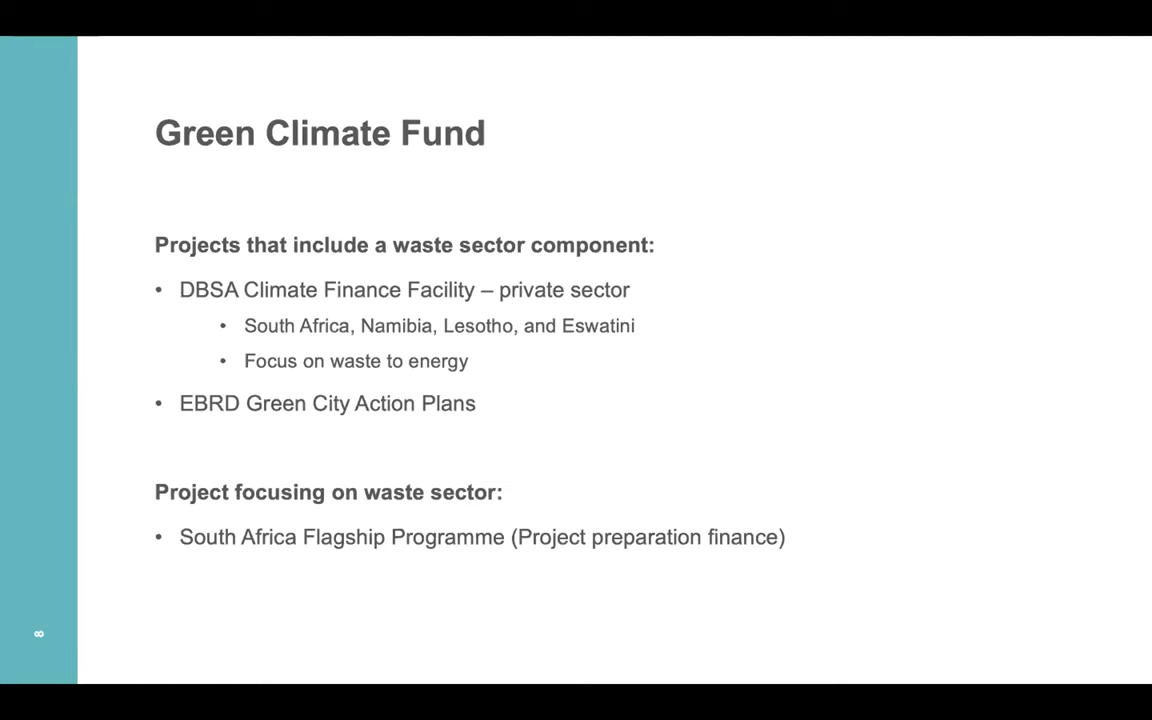 Green Climate Fund
Projects that include a waste sector component:
• DBSA Climate Finance Facility – private sector
• South Africa, Namibia, Lesotho, and Eswatini
• Focus on waste to energy
• EBRD Green City Action Plans
Project focusing on waste sector:
• South Africa Flagship Programme (Project preparation finance)
8